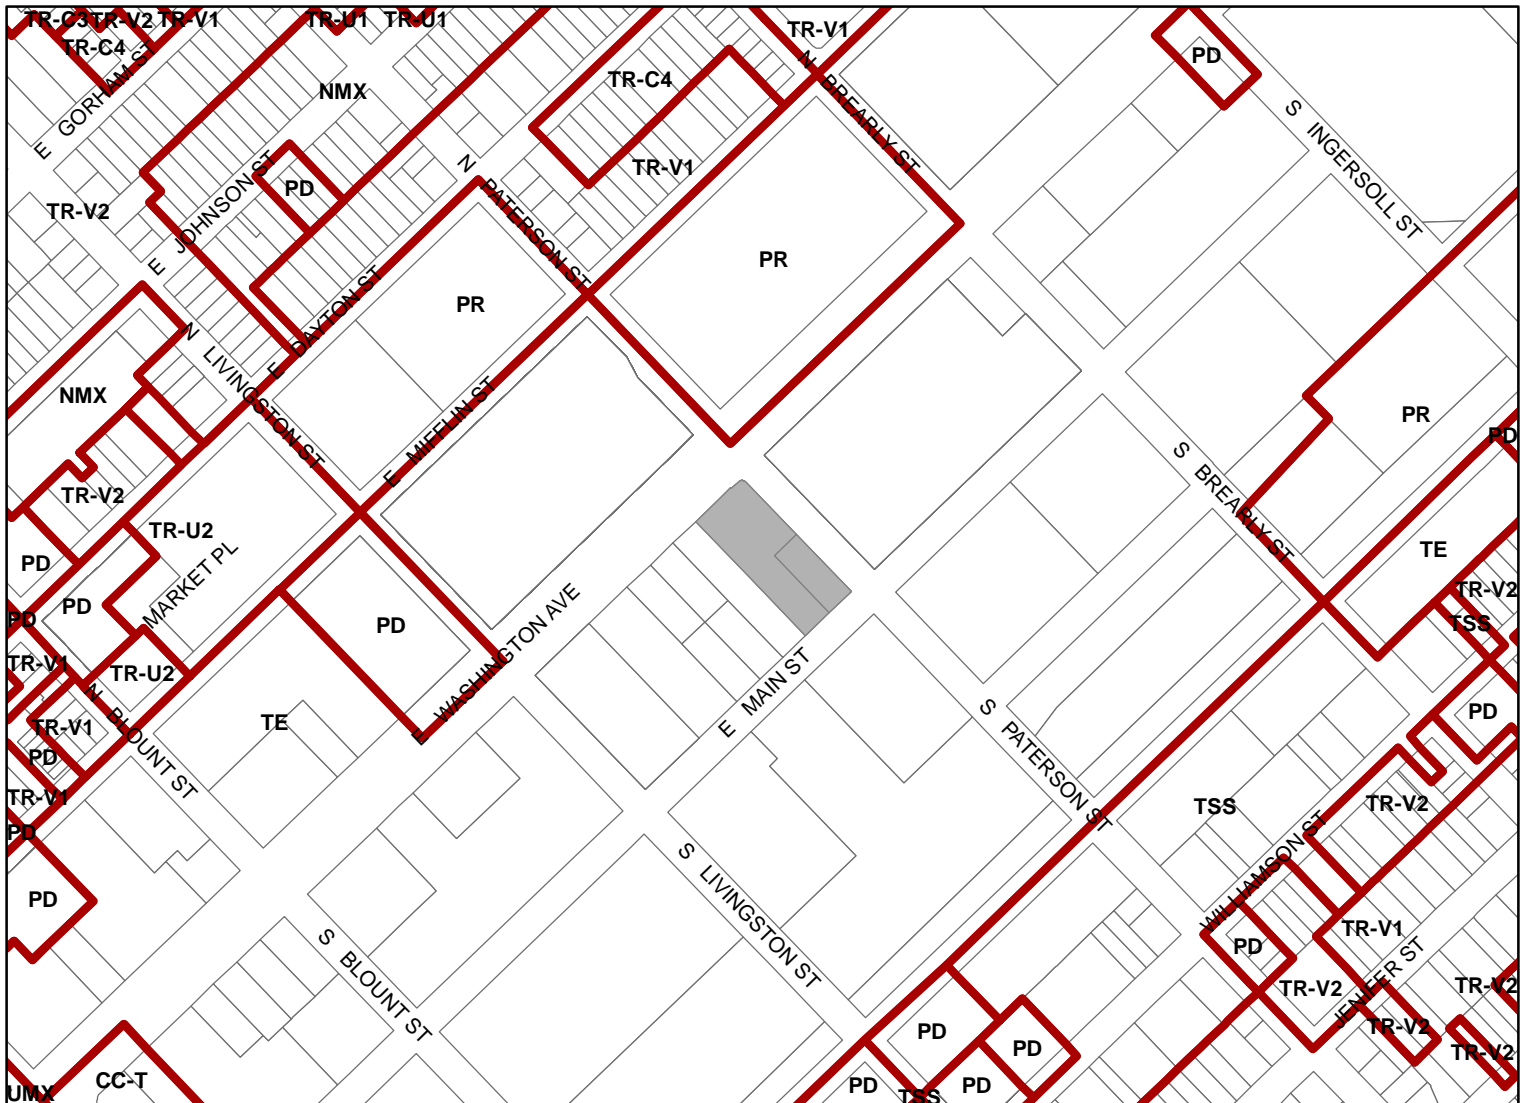 TR-C3
TR-V2
TR-V1
TR-U1
TR-U1
TR-V1
TR-C4
E GORHAM ST
NMX
TR-C4
N BREARLY ST
PD
S INGERSOLL ST
E JOHNSON ST
PD
N PATERSON ST
TR-V1
TR-V2
PR
PR
E DAYTON ST
N LIVINGSTON ST
NMX
E MIFFLIN ST
PR
PD
S BREARLY ST
TR-V2
TR-U2
MARKET PL
PD
TE
PD
TR-V2
PD
PD
TSS
E WASHINGTON AVE
TR-V1
TR-U2
E MAIN ST
N BLOUNT ST
TR-V1
TE
PD
S PATERSON ST
PD
TR-V1
PD
TSS
TR-V2
WILLIAMSON ST
PD
S LIVINGSTON ST
S BLOUNT ST
PD
TR-V1
JENIFER ST
TR-V2
TR-V2
TR-V2
PD
PD
TR-V2
CC-T
UMX
PD
PD
TSS